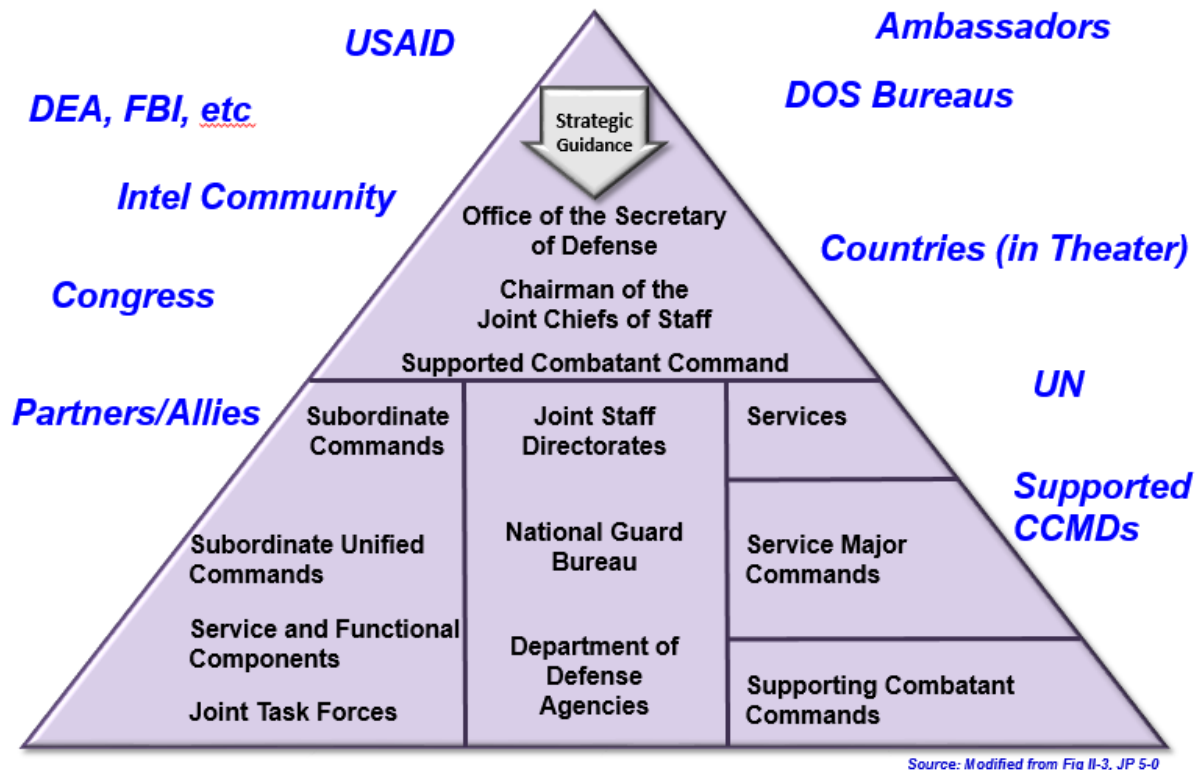 USAID
Ambassadors
DEA, FBI, etc
DOS Bureaus
Strategic
Guidance
Intel Community
Office of the Secretary
of Defense
Countries (in Theater)
Congress
Chairman of the
Joint Chiefs of Staff
Supported Combatant Command
Partners/Allies
UN
Subordinate
Commands
Subordinate Unified
Commands
Service and Functional
Components
Joint Task Forces
Joint Staff
Directorates
National Guard
Bureau
Department of
Defense
Agencies
Services
Service Major
Commands
Supporting Combatant
Commands
Supported
CCMDs
Source: Modified from Fig II-3, JP 5-0